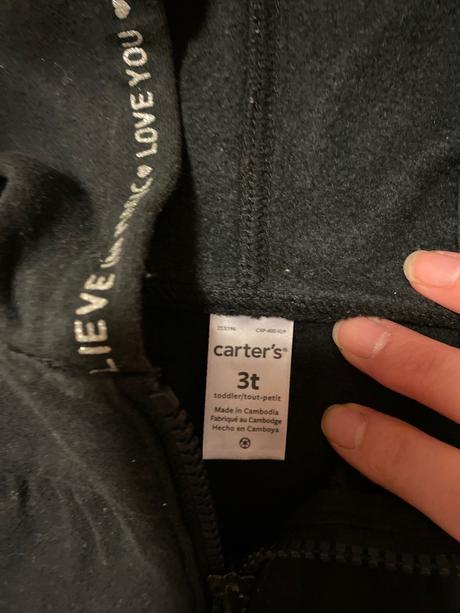 LIEVE
LOVE YOU
carter's®
3t
toddler/tout-petit
Made in Cambodia
Fabriqué au Cambodge
Hecho en Camboya